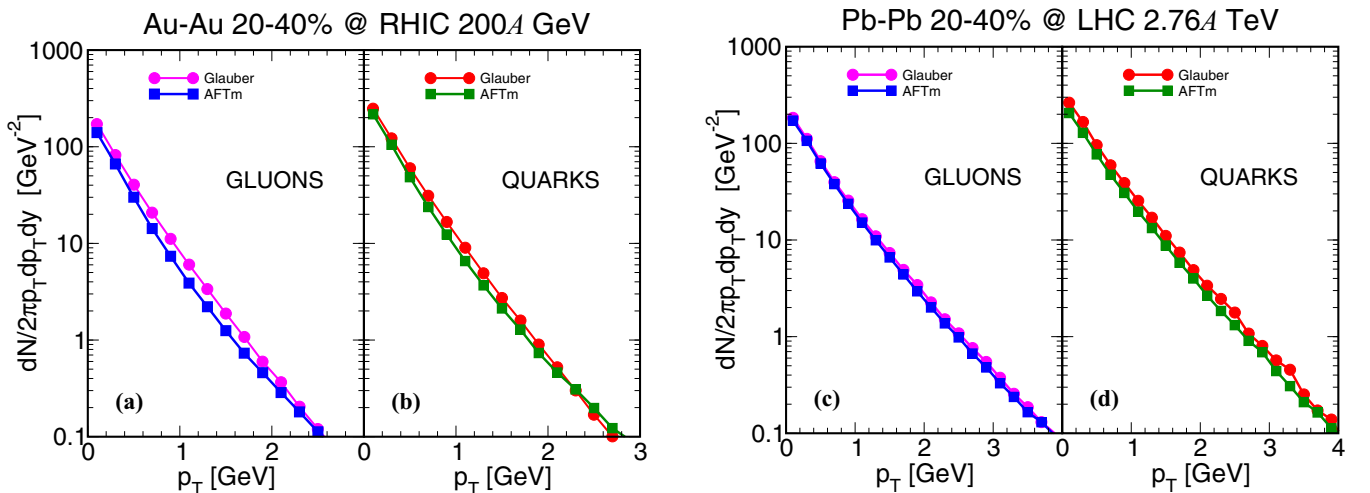 Au-Au 20-40% @ RHIC 200A GeV
1000
100
10
1
0.1
dN/2πp_T dp_T dy [GeV^-2]
Glauber
AFTm
GLUONS
(a)
0
1
2
p_T [GeV]
Glauber
AFTm
QUARKS
(b)
0
1
2
3
p_T [GeV]
Pb-Pb 20-40% @ LHC 2.76A TeV
1000
100
10
1
0.1
dN/2πp_T dp_T dy [GeV^-2]
Glauber
AFTm
GLUONS
(c)
0
1
2
3
p_T [GeV]
Glauber
AFTm
QUARKS
(d)
0
1
2
3
4
p_T [GeV]